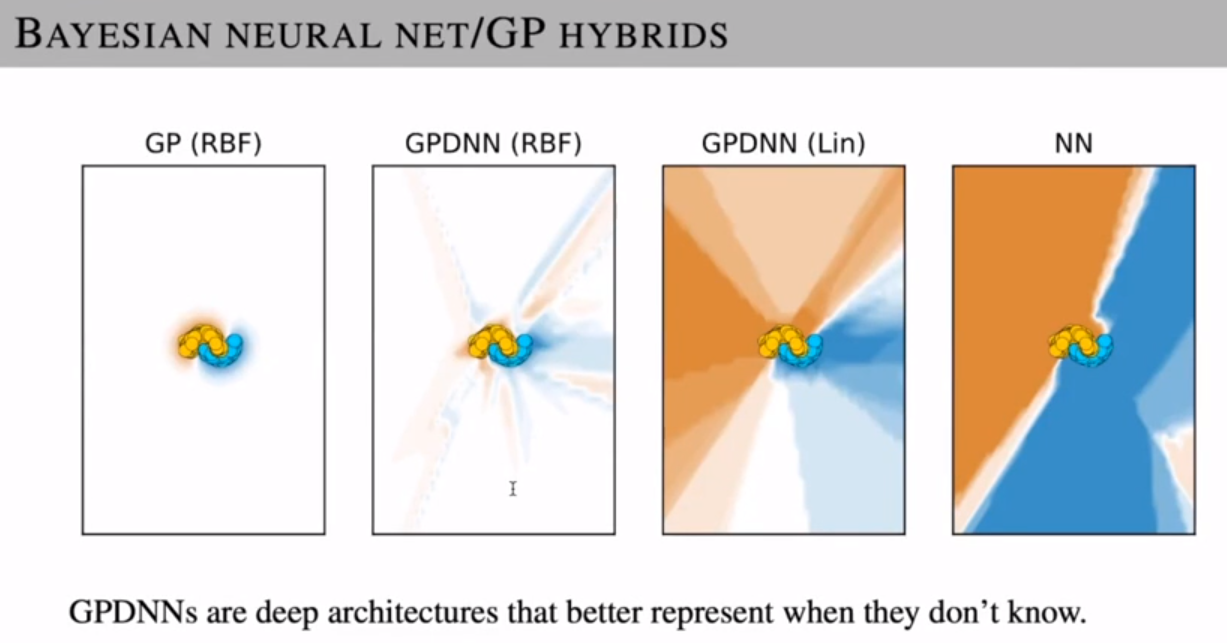 BAYESIAN NEURAL NET/GP HYBRIDS
GP (RBF)
GPDNN (RBF)
GPDNN (Lin)
NN
GPDNNs are deep architectures that better represent when they don't know.